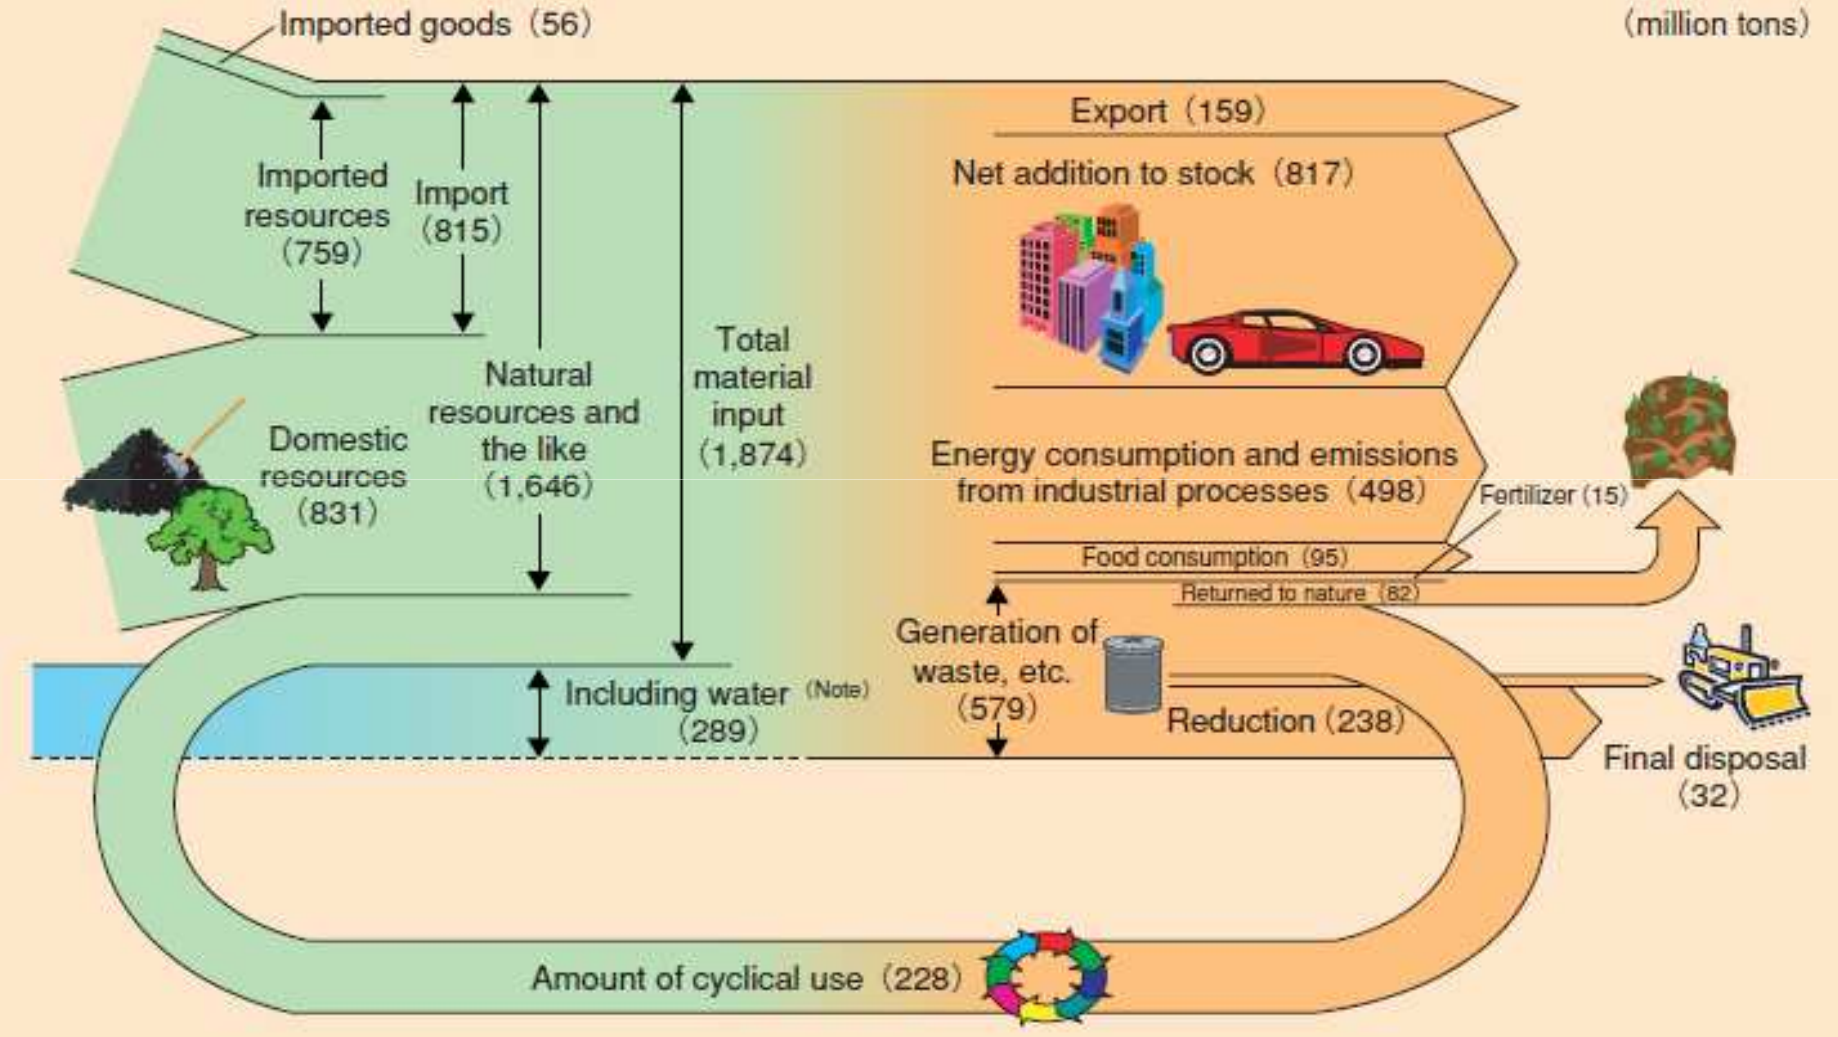 Imported goods (56)
(million tons)
Export (159)
Imported
resources
(759)
Import
(815)
Net addition to stock (817)
Natural
resources and
the like
(1,646)
Total
material
input
(1,874)
Domestic
resources
(831)
Energy consumption and emissions
from industrial processes (498)
Fertilizer (15)
Food consumption (95)
Returned to nature (82)
Generation of
waste, etc.
(579)
Including water (Note)
(289)
Reduction (238)
Final disposal
(32)
Amount of cyclical use (228)